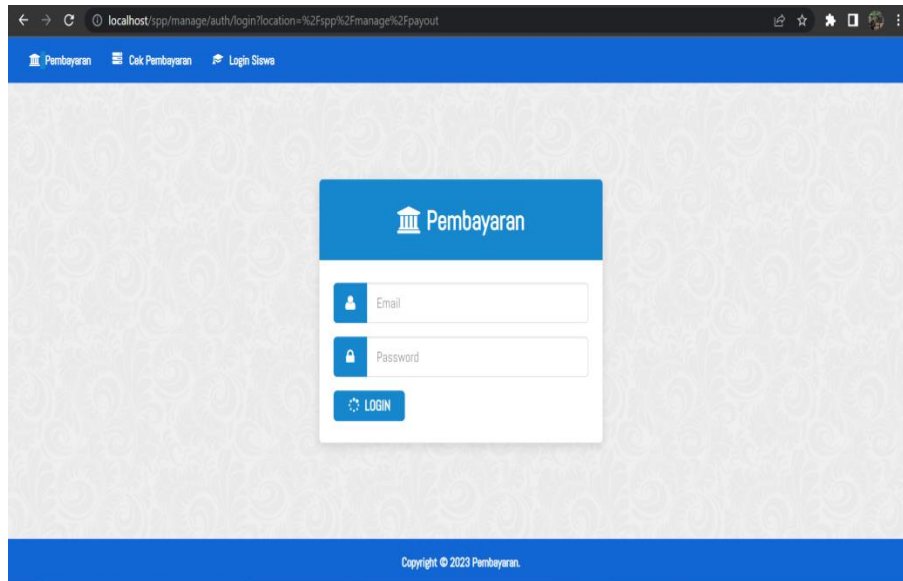 localhost/spp/manage/auth/login?location=%2Fspp%2Fmanage%2Fpayout
Pembayaran Cek Pembayaran Login Siswa
Pembayaran
Email
Password
LOGIN
Copyright © 2023 Pembayaran.